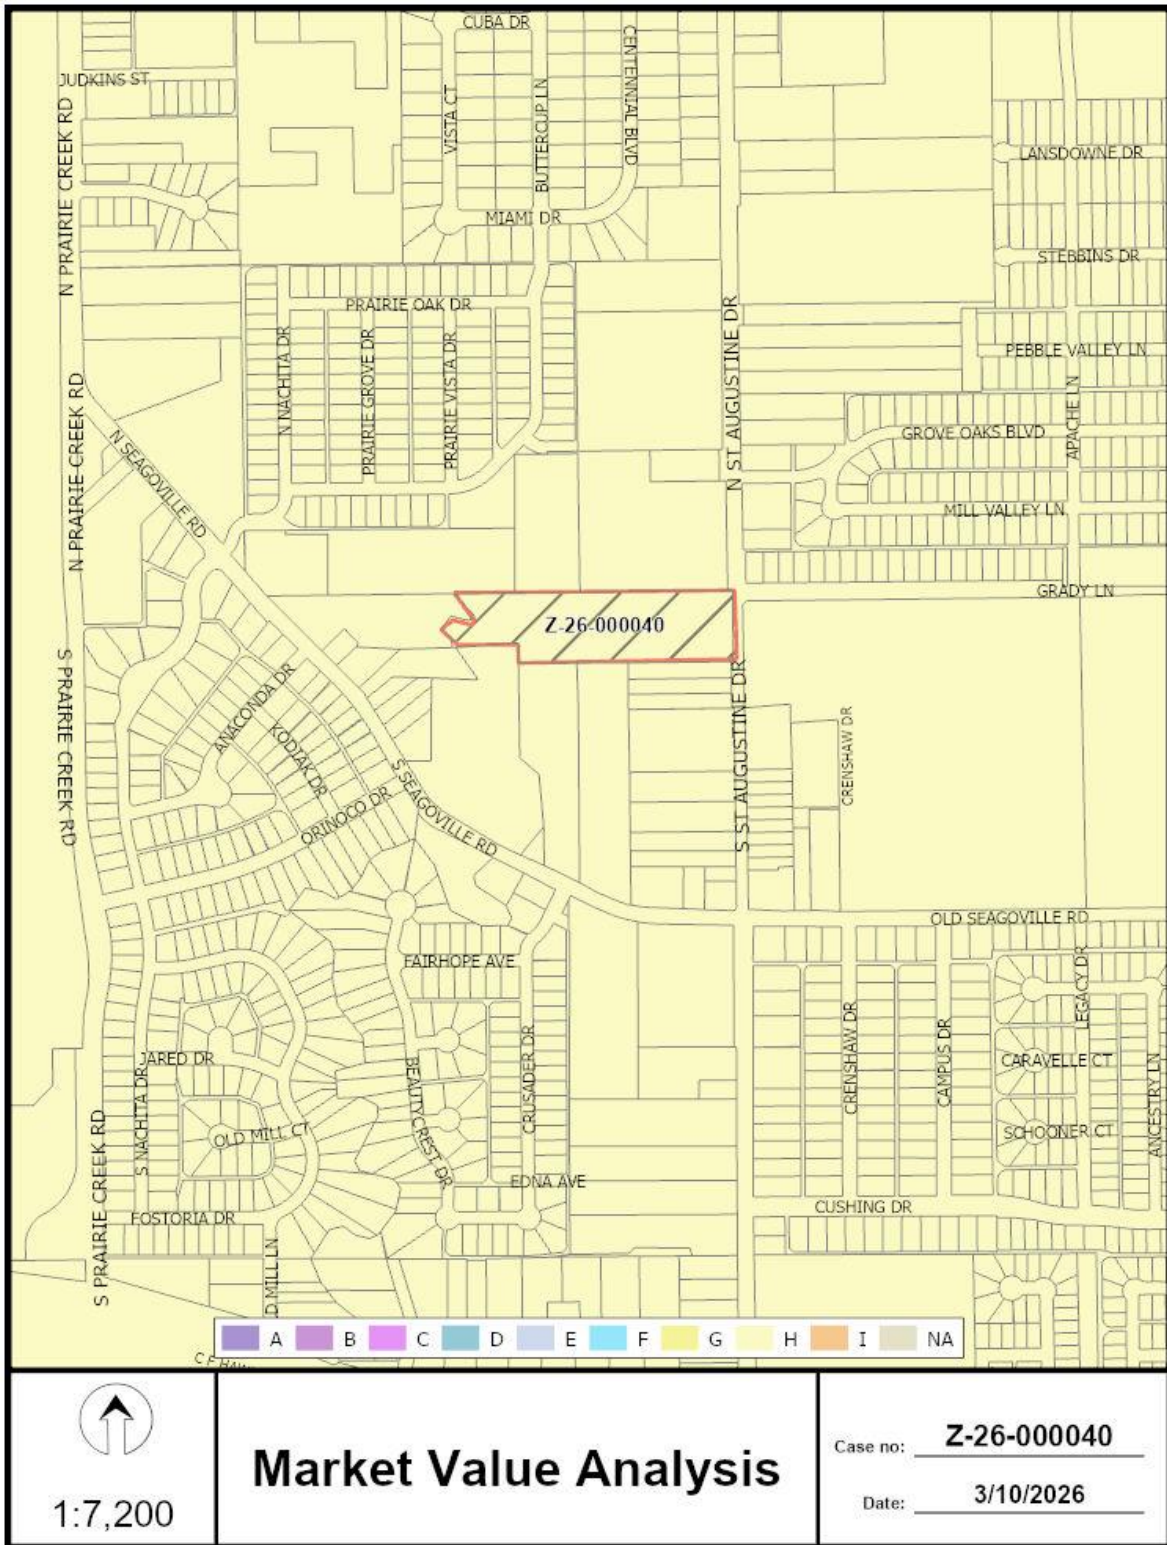 CUBA DR
JUDKINS ST
N PRAIRIE CREEK RD
VISTA CT
BUTTERCUP LN
CENTENNIAL BLVD
LANSDOWNE DR
MIAMI DR
STEBBINS DR
PRAIRIE OAK DR
N ST AUGUSTINE DR
PEBBLE VALLEY LN
N NACHITA DR
PRAIRIE GROVE DR
PRAIRIE VISTA DR
N PRAIRIE CREEK RD
APACHE LN
GROVE OAKS BLVD
N SEAGOVILLE RD
MILL VALLEY LN
GRADY LN
Z-26-000040
S PRAIRIE CREEK RD
ANACONDA DR
KODIAK DR
S ST AUGUSTINE DR
CRENSHAW DR
S SEAGOVILLE RD
ORINOCO DR
OLD SEAGOVILLE RD
FAIRHOPE AVE
LEGACY DR
JARED DR
CRUSADER DR
CRENSHAW DR
CAMPUS DR
CARAVELLE CT
BEAUTYCREST DR
ANCESTRY LN
S NACHITA DR
OLD MILL CT
SCHOONER CT
S PRAIRIE CREEK RD
EDNA AVE
CUSHING DR
FOSTORIA DR
D MILL LN
A B C D E F G H I NA
C F HAW
1:7,200
Market Value Analysis
Case no: Z-26-000040
Date: 3/10/2026